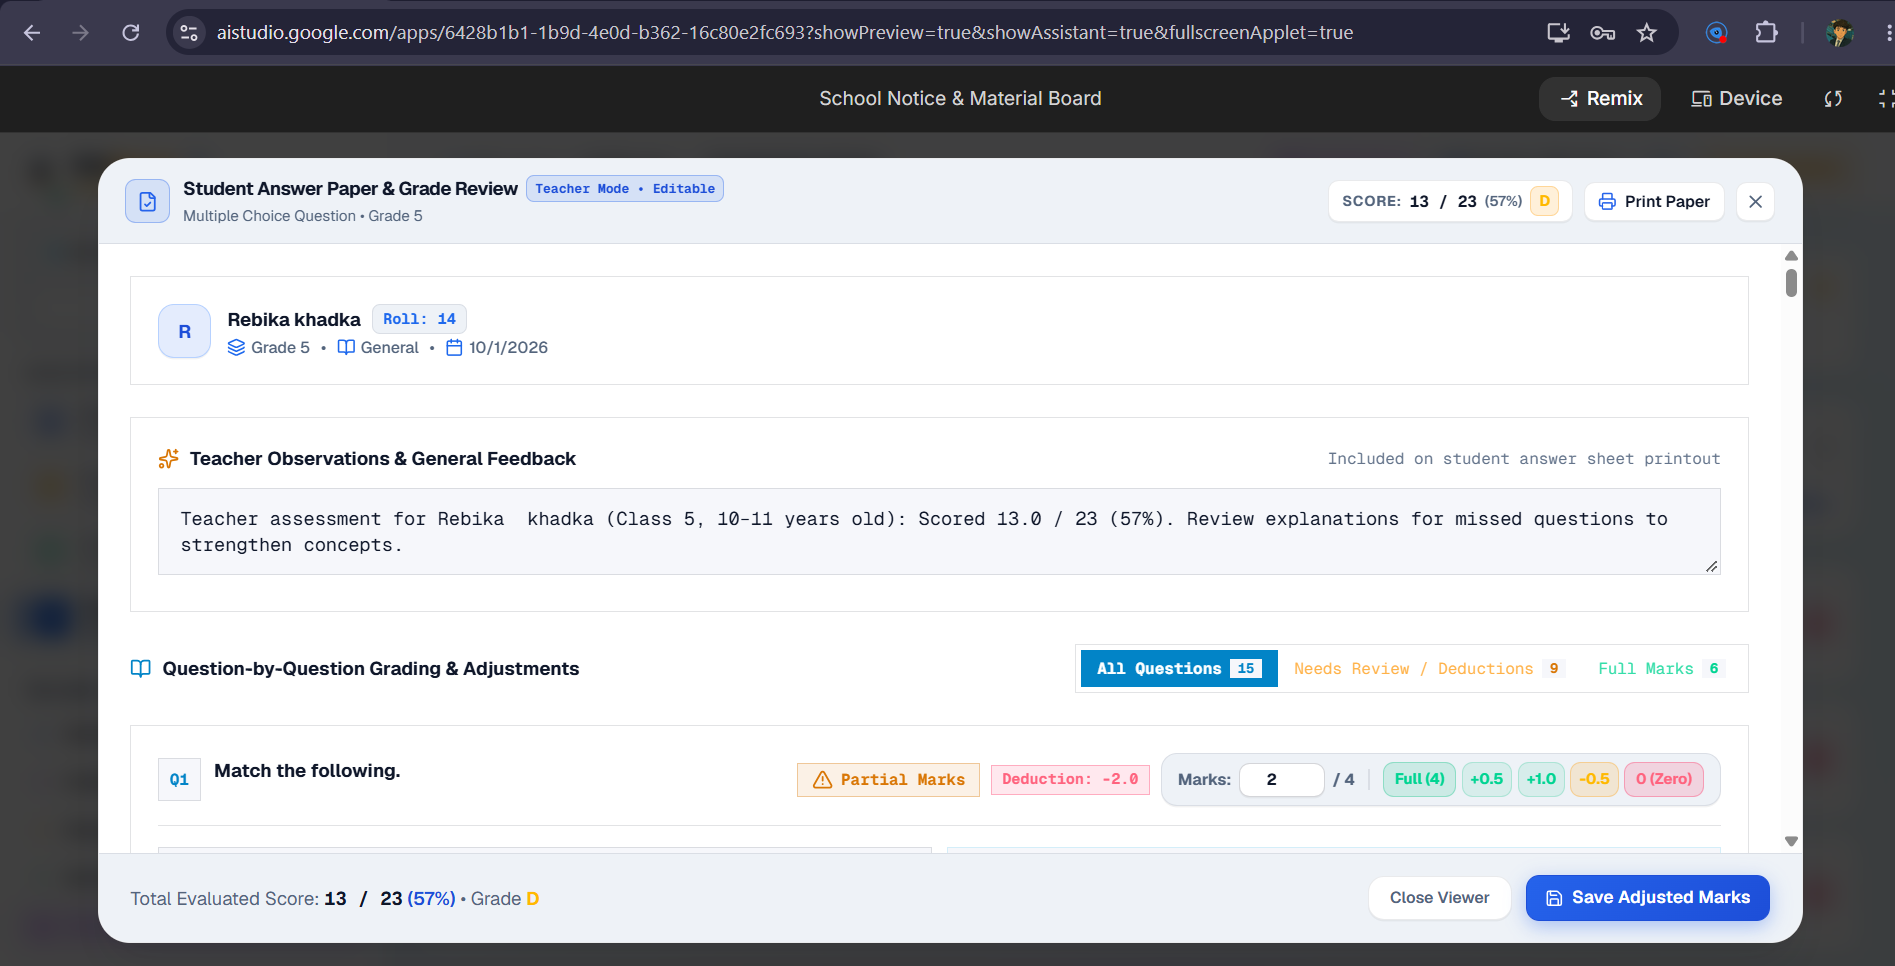 aistudio.google.com/apps/6428b1b1-1b9d-4e0d-b362-16c80e2fc693?showPreview=true&showAssistant=true&fullscreenApplet=true
School Notice & Material Board
Remix
Device
Student Answer Paper & Grade Review
Teacher Mode • Editable
Multiple Choice Question • Grade 5
SCORE: 13 / 23 (57%) D
Print Paper
R
Rebika khadka
Roll: 14
Grade 5 • General • 10/1/2026
Teacher Observations & General Feedback
Included on student answer sheet printout
Teacher assessment for Rebika  khadka (Class 5, 10-11 years old): Scored 13.0 / 23 (57%). Review explanations for missed questions to
strengthen concepts.
Question-by-Question Grading & Adjustments
All Questions 15
Needs Review / Deductions 9
Full Marks 6
Q1
Match the following.
Partial Marks
Deduction: -2.0
Marks: 2 / 4
Full (4)
+0.5
+1.0
-0.5
0 (Zero)
Total Evaluated Score: 13 / 23 (57%) • Grade D
Close Viewer
Save Adjusted Marks